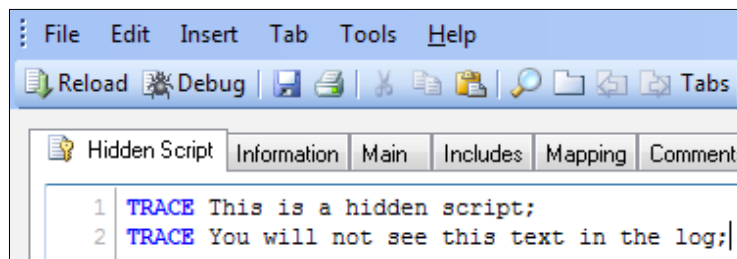 File Edit Insert Tab Tools Help
Reload Debug Tabs
Hidden Script Information Main Includes Mapping Comment
1 TRACE This is a hidden script;
2 TRACE You will not see this text in the log;